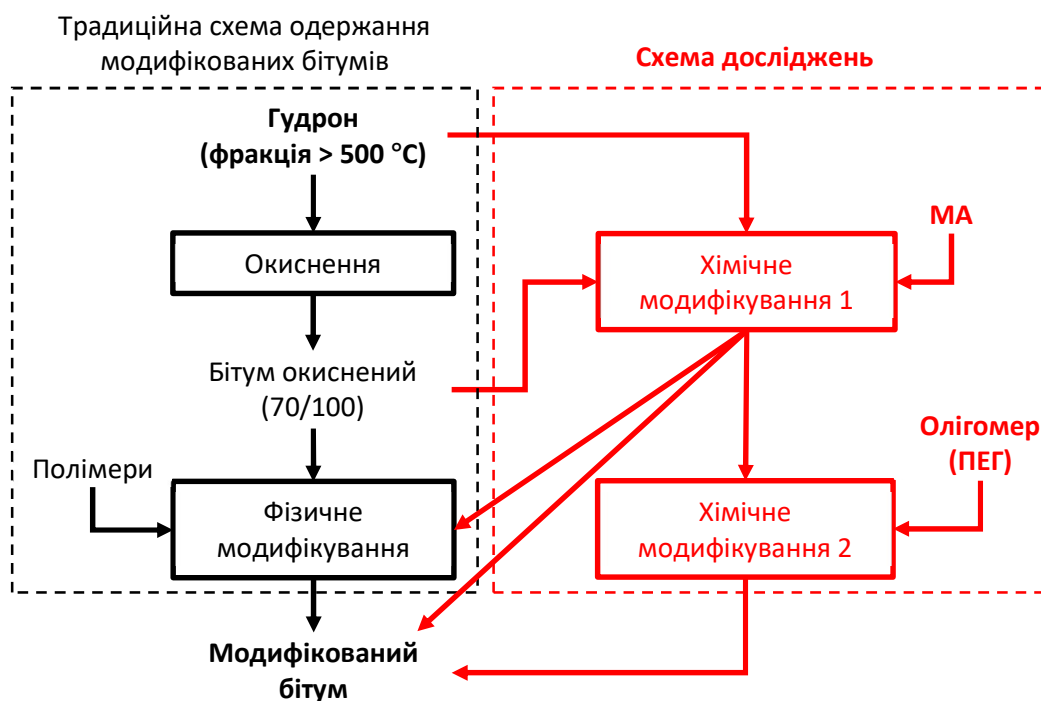 Традиційна схема одержання
модифікованих бітумів
Схема досліджень
Гудрон
(фракція > 500 °C)
МА
Окиснення
Хімічне
модифікування 1
Бітум окиснений
(70/100)
Олігомер
(ПЕГ)
Полімери
Фізичне
модифікування
Хімічне
модифікування 2
Модифікований
бітум